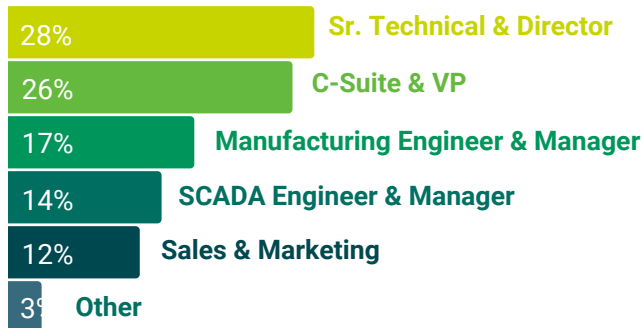 28% Sr. Technical & Director
26% C-Suite & VP
17% Manufacturing Engineer & Manager
14% SCADA Engineer & Manager
12% Sales & Marketing
3% Other